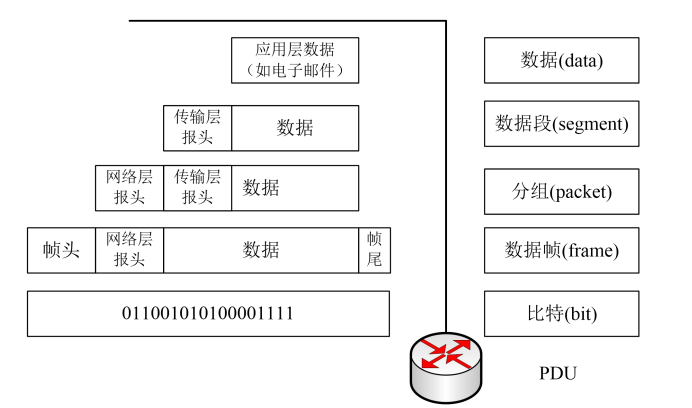 应用层数据
（如电子邮件）
数据(data)
传输层
报头
数据
数据段(segment)
网络层
报头
传输层
报头
数据
分组(packet)
帧头
网络层
报头
数据
帧
尾
数据帧(frame)
011001010100001111
比特(bit)
PDU